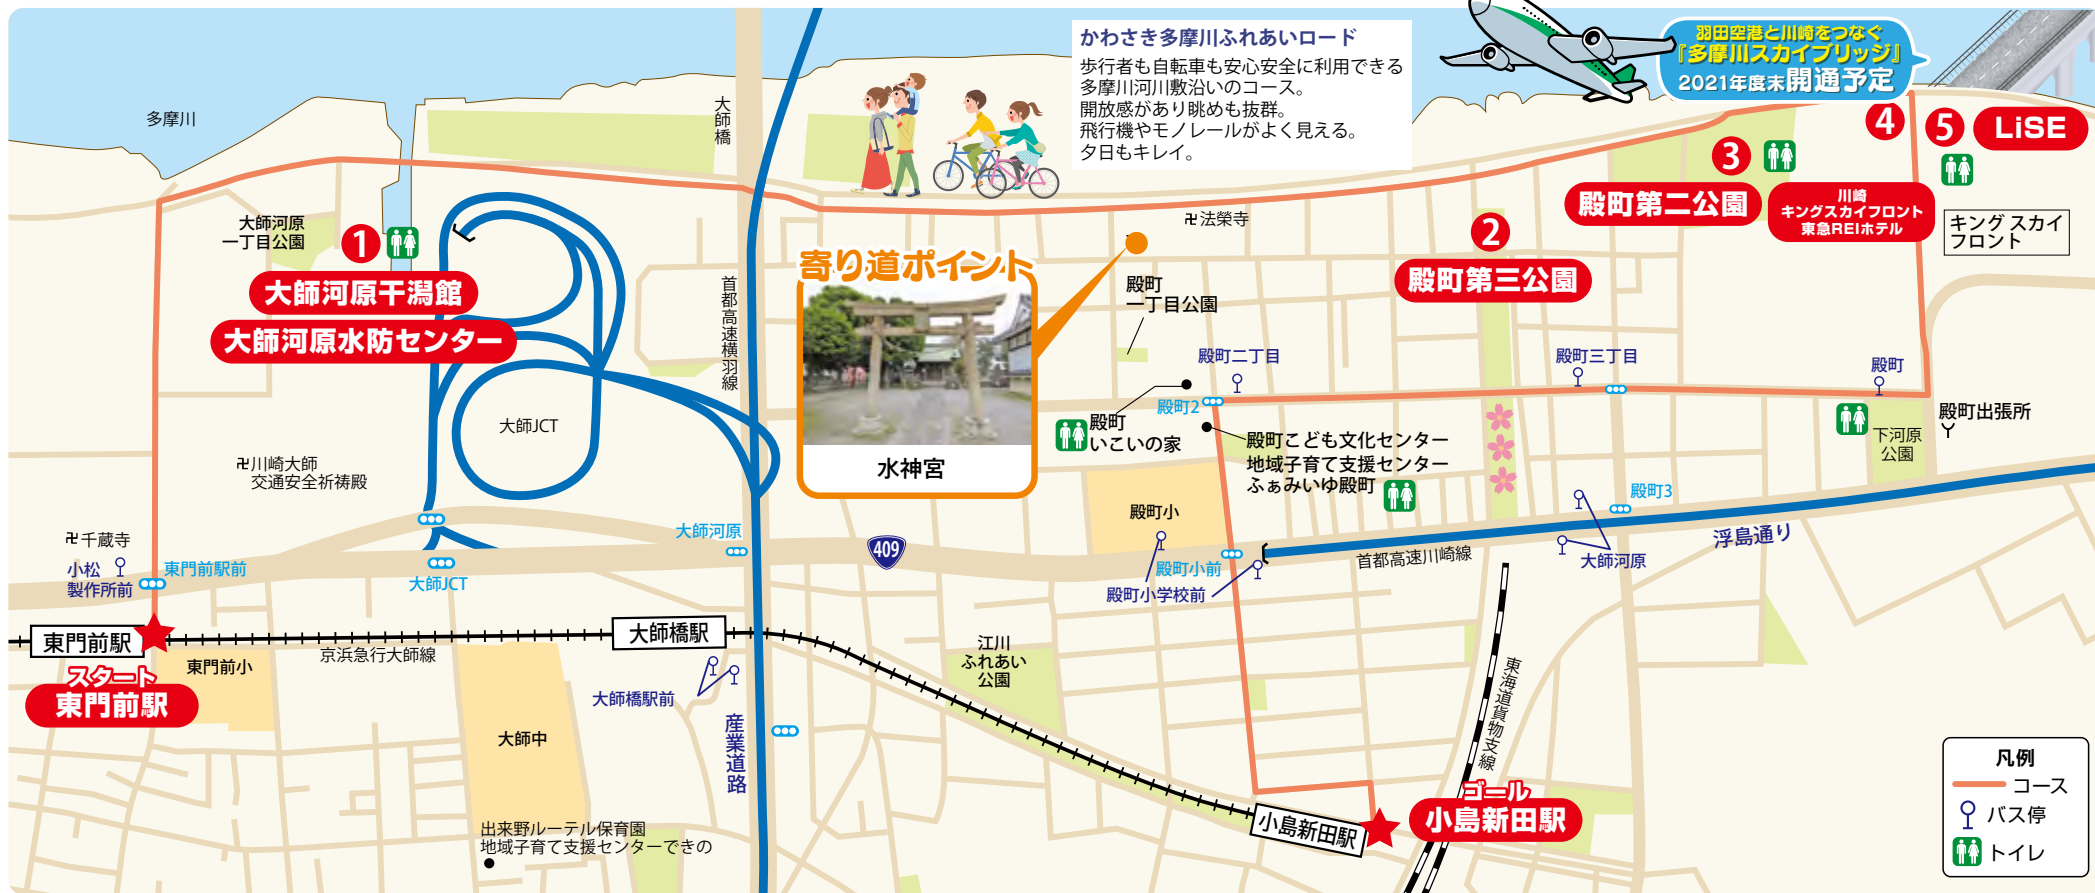 かわさき多摩川ふれあいロード
歩行者も自転車も安心安全に利用できる
多摩川河川敷沿いのコース。
開放感があり眺めも抜群。
飛行機やモノレールがよく見える。
夕日もキレイ。
羽田空港と川崎をつなぐ
『多摩川スカイブリッジ』
2021年度末開通予定
多摩川
大師橋
4
5
LiSE
3
殿町第二公園
川崎
キングスカイフロント
東急REIホテル
キング スカイ
フロント
大師河原
一丁目公園
1
大師河原干潟館
大師河原水防センター
卍法榮寺
2
殿町第三公園
寄り道ポイント
水神宮
首都高速横羽線
殿町
一丁目公園
殿町二丁目
殿町三丁目
殿町
殿町2
殿町
いこいの家
殿町こども文化センター
地域子育て支援センター
ふぁみいゆ殿町
殿町出張所
下河原
公園
大師JCT
卍川崎大師
交通安全祈祷殿
殿町小
殿町3
大師河原
409
卍千蔵寺
小松
製作所前
東門前駅前
大師JCT
殿町小前
殿町小学校前
首都高速川崎線
大師河原
浮島通り
東門前駅
スタート
東門前駅
東門前小
京浜急行大師線
大師橋駅
大師橋駅前
産業道路
大師中
江川
ふれあい
公園
東海道貨物支線
出来野ルーテル保育園
地域子育て支援センターできの
小島新田駅
ゴール
小島新田駅
凡例
コース
バス停
トイレ